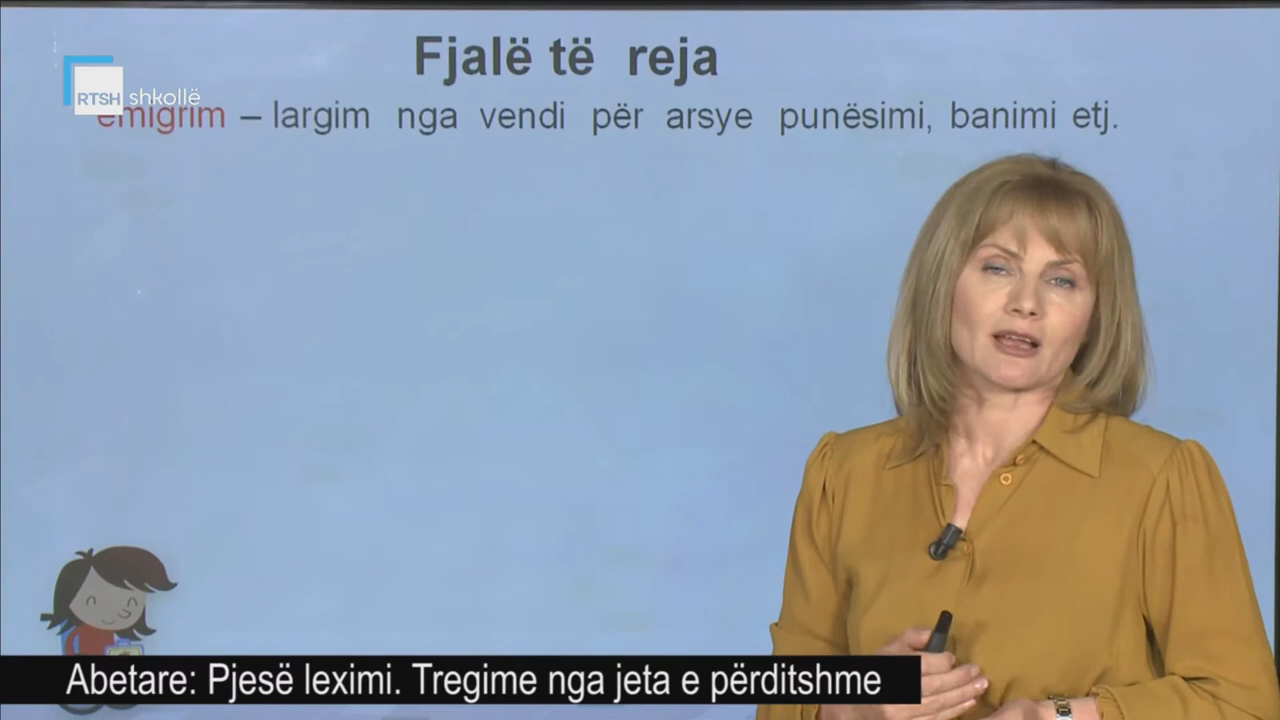 Fjalë të reja
RTSH shkollë
emigrim – largim nga vendi për arsye punësimi, banimi etj.
Abetare: Pjesë leximi. Tregime nga jeta e përditshme